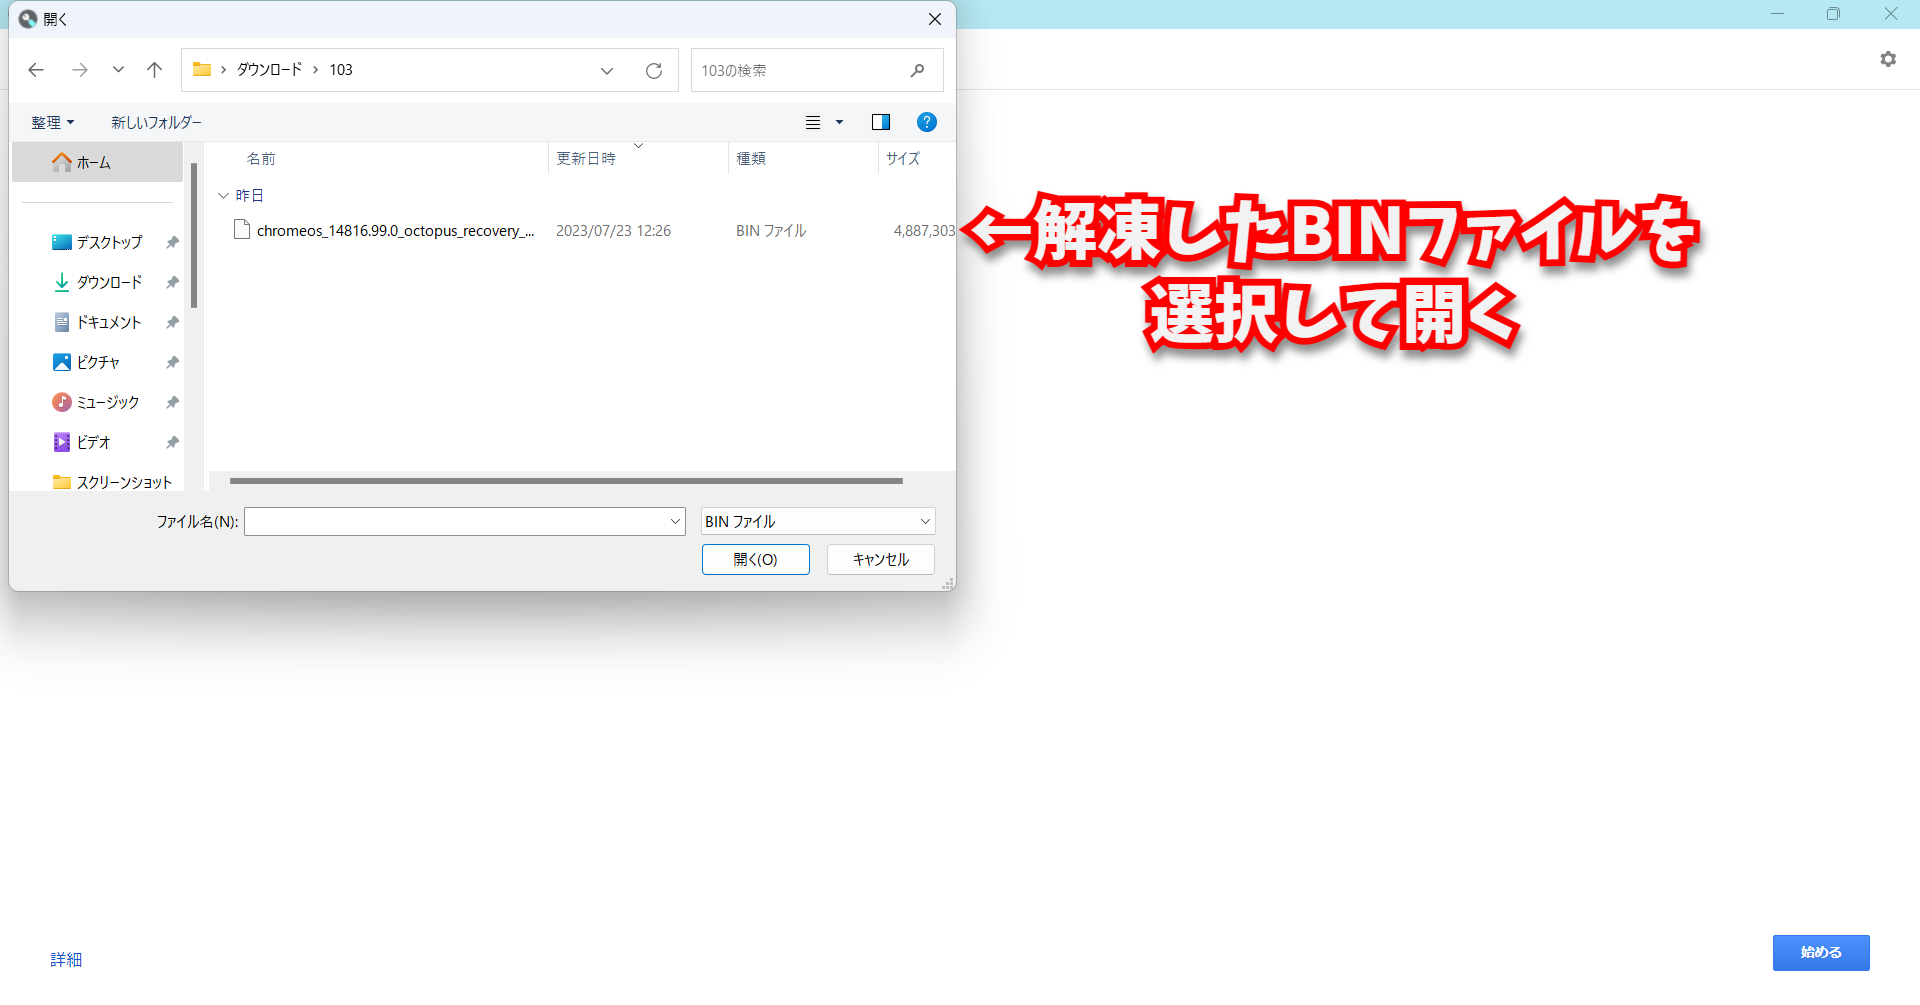 開く
ダウンロード › 103
103の検索
整理
新しいフォルダー
ホーム
デスクトップ
ダウンロード
ドキュメント
ピクチャ
ミュージック
ビデオ
スクリーンショット
名前 更新日時 種類 サイズ
昨日
chromeos_14816.99.0_octopus_recovery_... 2023/07/23 12:26 BIN ファイル 4,887,303
←解凍したBINファイルを
選択して開く
ファイル名(N):
BIN ファイル
開く(O)
キャンセル
詳細
始める